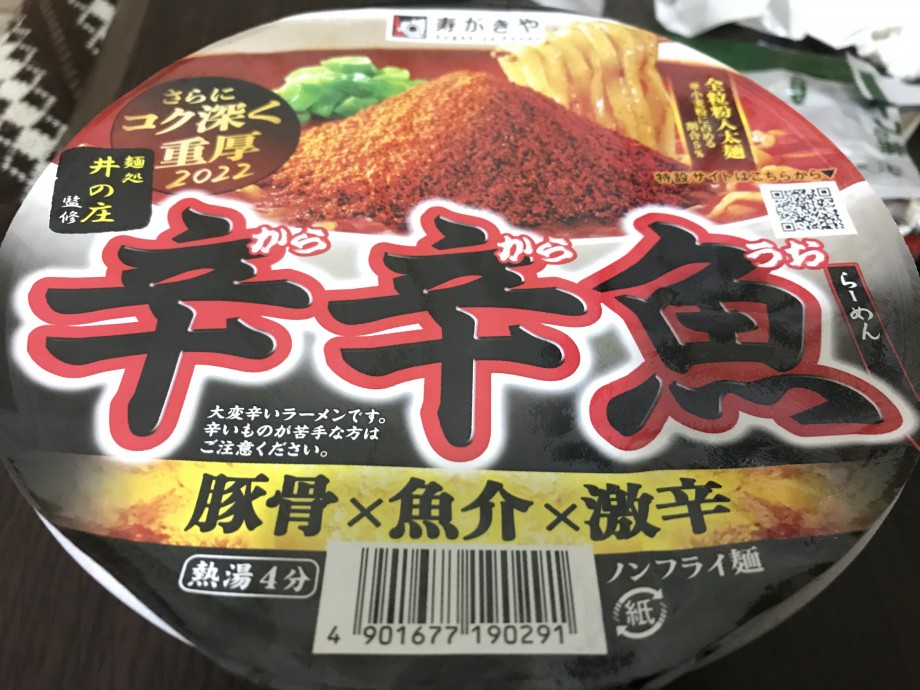 寿がきや
Sugakiya Foods
さらに
コク深く
重厚
2022
全粒粉入太麺
特設サイトはこちらから▼
麺処
井の庄
監修
から
から
うお
辛辛魚
らーめん
大変辛いラーメンです。
辛いものが苦手な方は
ご注意ください。
豚骨×魚介×激辛
熱湯4分
ノンフライ麺
紙
4 901677 190291